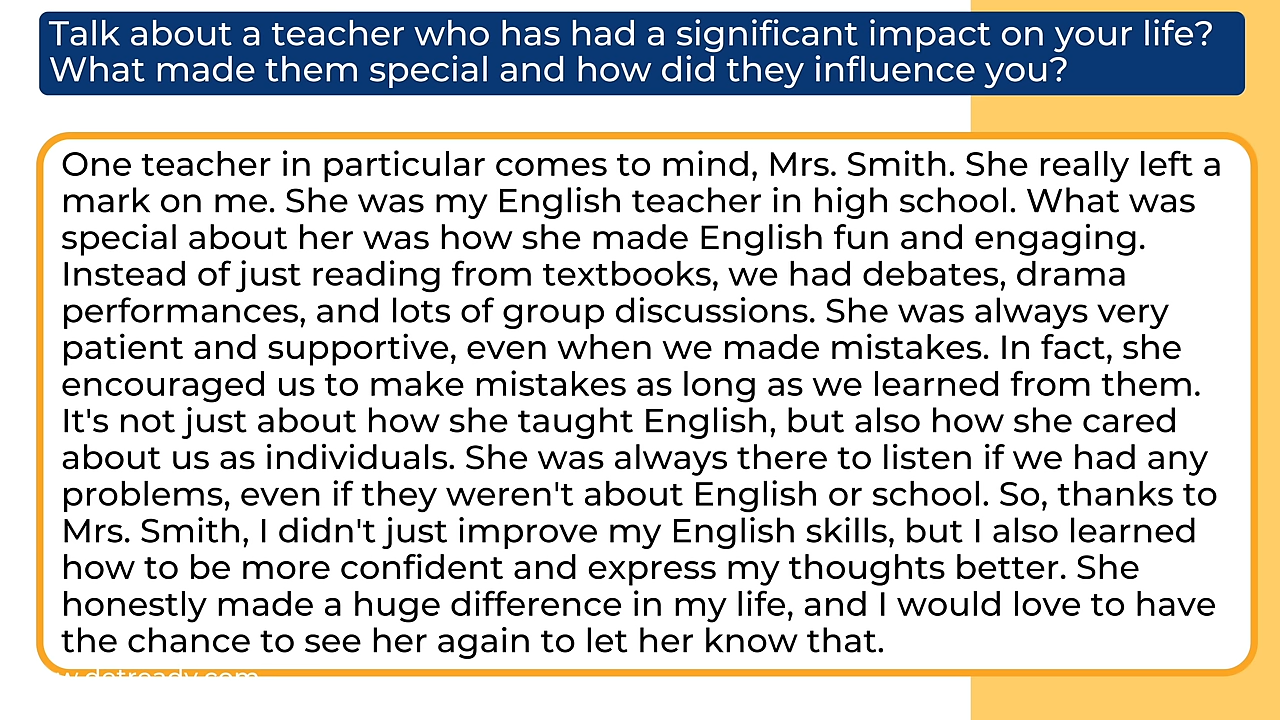 Talk about a teacher who has had a significant impact on your life?
What made them special and how did they influence you?
One teacher in particular comes to mind, Mrs. Smith. She really left a
mark on me. She was my English teacher in high school. What was
special about her was how she made English fun and engaging.
Instead of just reading from textbooks, we had debates, drama
performances, and lots of group discussions. She was always very
patient and supportive, even when we made mistakes. In fact, she
encouraged us to make mistakes as long as we learned from them.
It's not just about how she taught English, but also how she cared
about us as individuals. She was always there to listen if we had any
problems, even if they weren't about English or school. So, thanks to
Mrs. Smith, I didn't just improve my English skills, but I also learned
how to be more confident and express my thoughts better. She
honestly made a huge difference in my life, and I would love to have
the chance to see her again to let her know that.